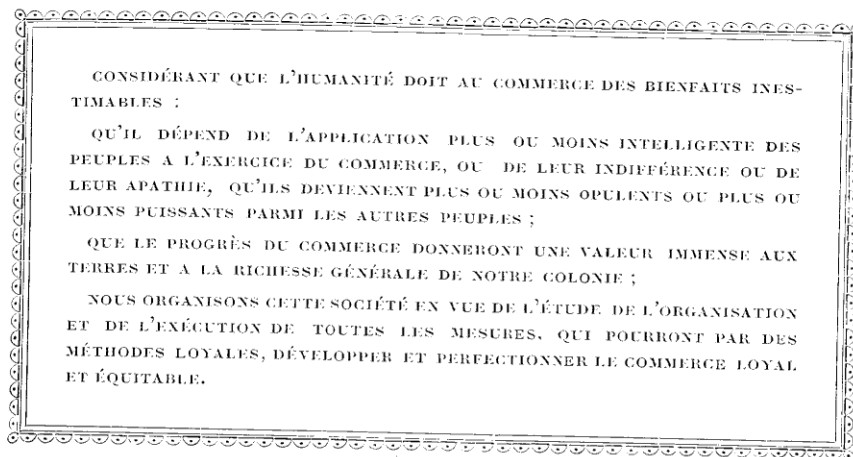 CONSIDÉRANT QUE L'HUMANITÉ DOIT AU COMMERCE DES BIENFAITS INES-
TIMABLES :
QU'IL DÉPEND DE L'APPLICATION PLUS OU MOINS INTELLIGENTE DES
PEUPLES A L'EXERCICE DU COMMERCE, OU DE LEUR INDIFFÉRENCE OU DE
LEUR APATHIE, QU'ILS DEVIENNENT PLUS OU MOINS OPULENTS OU PLUS OU
MOINS PUISSANTS PARMI LES AUTRES PEUPLES ;
QUE LE PROGRÈS DU COMMERCE DONNERONT UNE VALEUR IMMENSE AUX
TERRES ET A LA RICHESSE GÉNÉRALE DE NOTRE COLONIE ;
NOUS ORGANISONS CETTE SOCIÉTÉ EN VUE DE L'ÉTUDE DE L'ORGANISATION
ET DE L'EXÉCUTION DE TOUTES LES MESURES. QUI POURRONT PAR DES
MÉTHODES LOYALES, DÉVELOPPER ET PERFECTIONNER LE COMMERCE LOYAL
ET ÉQUITABLE.